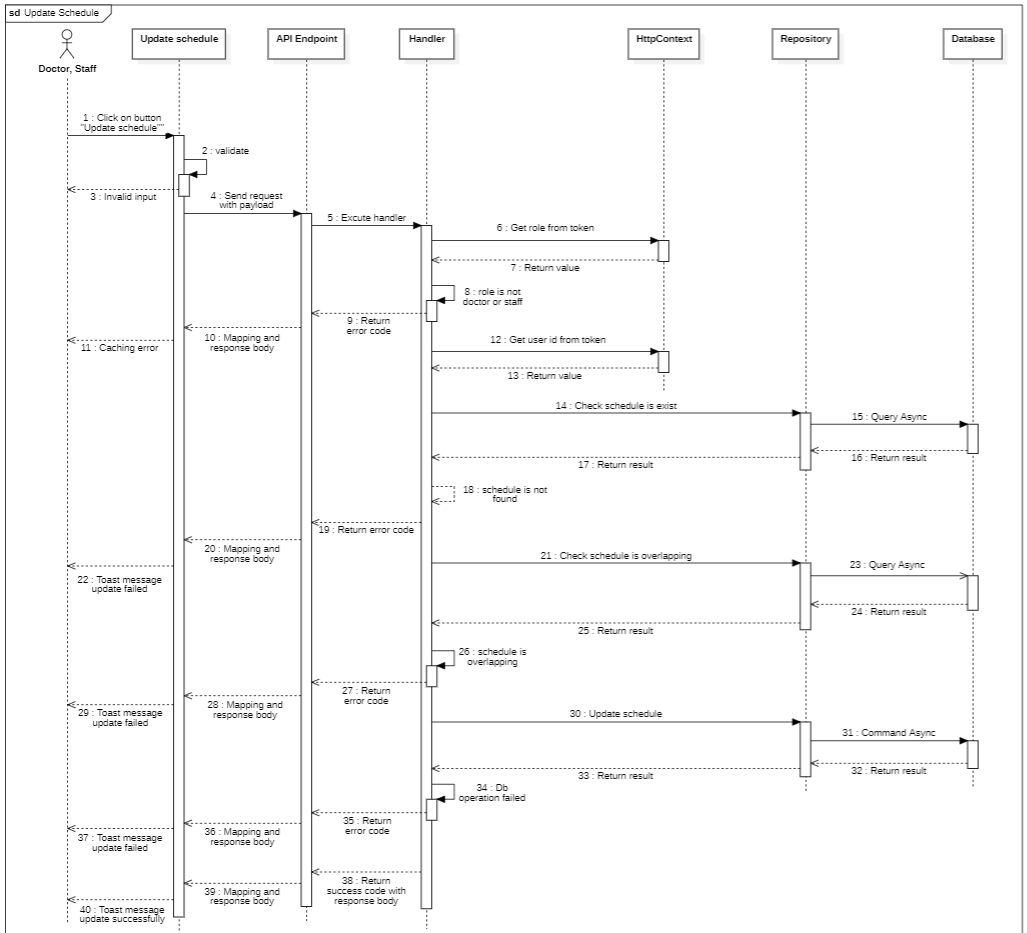 sd Update Schedule
Update schedule
API Endpoint
Handler
HttpContext
Repository
Database
Doctor, Staff
1 : Click on button
"Update schedule""
2 : validate
3 : Invalid input
4 : Send request
with payload
5 : Excute handler
6 : Get role from token
7 : Return value
8 : role is not
doctor or staff
9 : Return
error code
10 : Mapping and
response body
11 : Caching error
12 : Get user id from token
13 : Return value
14 : Check schedule is exist
15 : Query Async
16 : Return result
17 : Return result
18 : schedule is not
found
19 : Return error code
20 : Mapping and
response body
21 : Check schedule is overlapping
22 : Toast message
update failed
23 : Query Async
24 : Return result
25 : Return result
26 : schedule is
overlapping
27 : Return
error code
28 : Mapping and
response body
29 : Toast message
update failed
30 : Update schedule
31 : Command Async
32 : Return result
33 : Return result
34 : Db
operation failed
35 : Return
error code
36 : Mapping and
response body
37 : Toast message
update failed
38 : Return
success code with
response body
39 : Mapping and
response body
40 : Toast message
update successfully